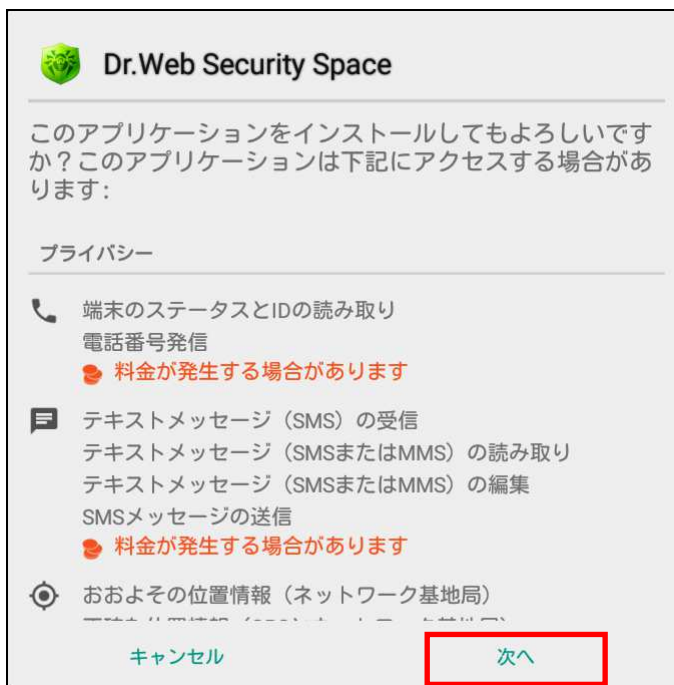 Dr.Web Security Space
このアプリケーションをインストールしてもよろしいです
か？このアプリケーションは下記にアクセスする場合があ
ります:
プライバシー
端末のステータスとIDの読み取り
電話番号発信
料金が発生する場合があります
テキストメッセージ（SMS）の受信
テキストメッセージ（SMSまたはMMS）の読み取り
テキストメッセージ（SMSまたはMMS）の編集
SMSメッセージの送信
料金が発生する場合があります
おおよその位置情報（ネットワーク基地局）
キャンセル
次へ